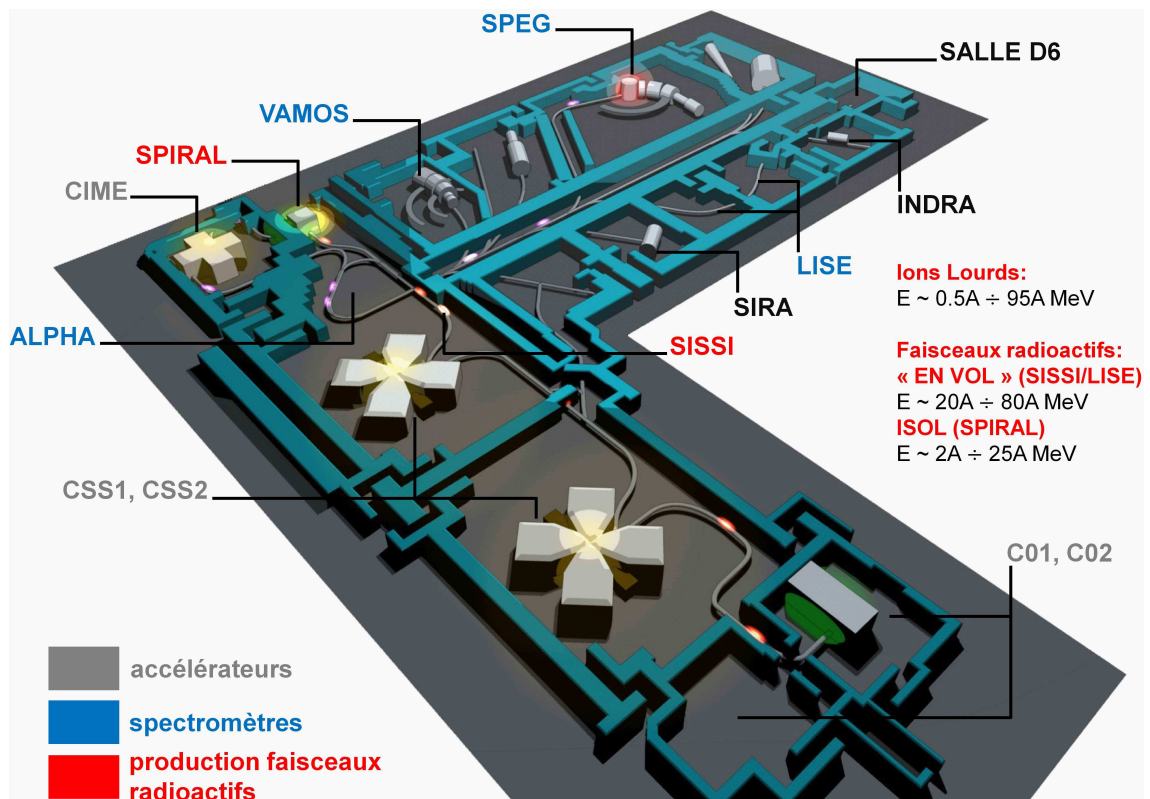 SPEG
SALLE D6
VAMOS
SPIRAL
CIME
INDRA
LISE
Ions Lourds:
E ~ 0.5A ÷ 95A MeV
SIRA
ALPHA
SISSI
Faisceaux radioactifs:
« EN VOL » (SISSI/LISE)
E ~ 20A ÷ 80A MeV
ISOL (SPIRAL)
E ~ 2A ÷ 25A MeV
CSS1, CSS2
C01, C02
accélérateurs
spectromètres
production faisceaux
radioactifs